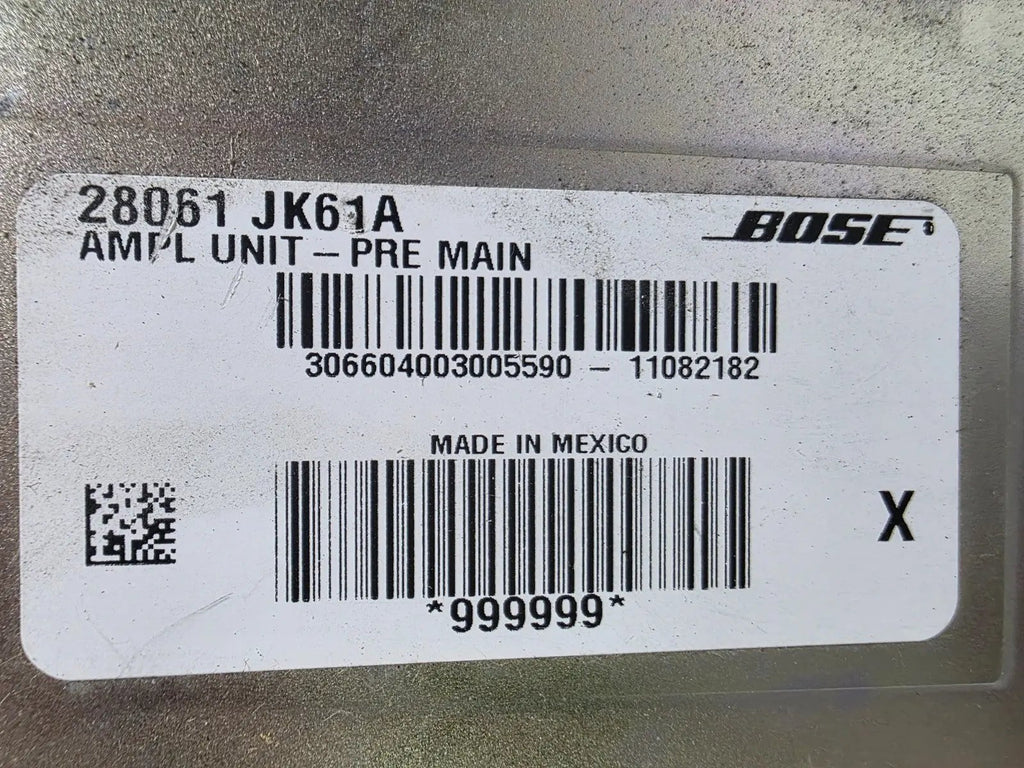 28061 JK61A
BOSE®
AMPL UNIT – PRE MAIN
306604003005590 – 11082182
MADE IN MEXICO
X
*999999*